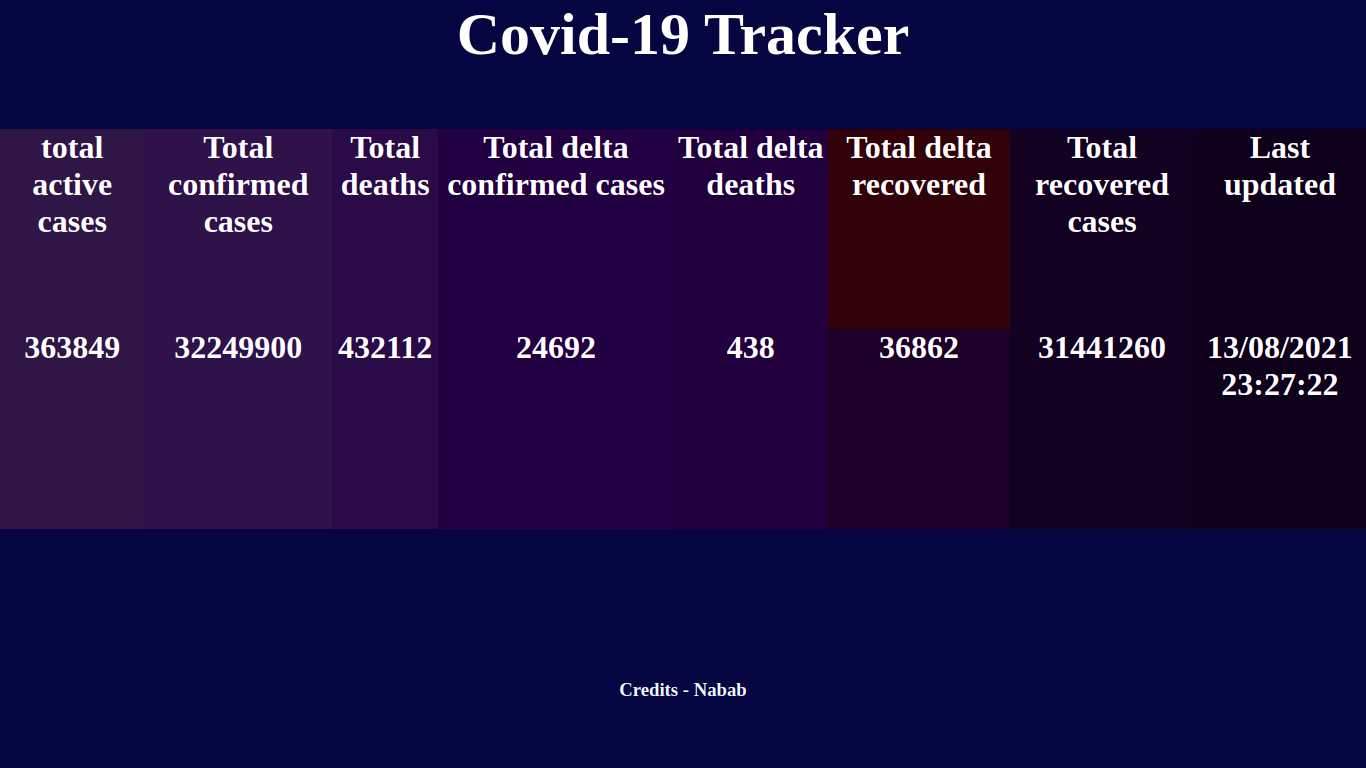 Covid-19 Tracker
total
active
cases
Total
confirmed
cases
Total
deaths
Total delta
confirmed cases
Total delta
deaths
Total delta
recovered
Total
recovered
cases
Last
updated
363849
32249900
432112
24692
438
36862
31441260
13/08/2021
23:27:22
Credits - Nabab